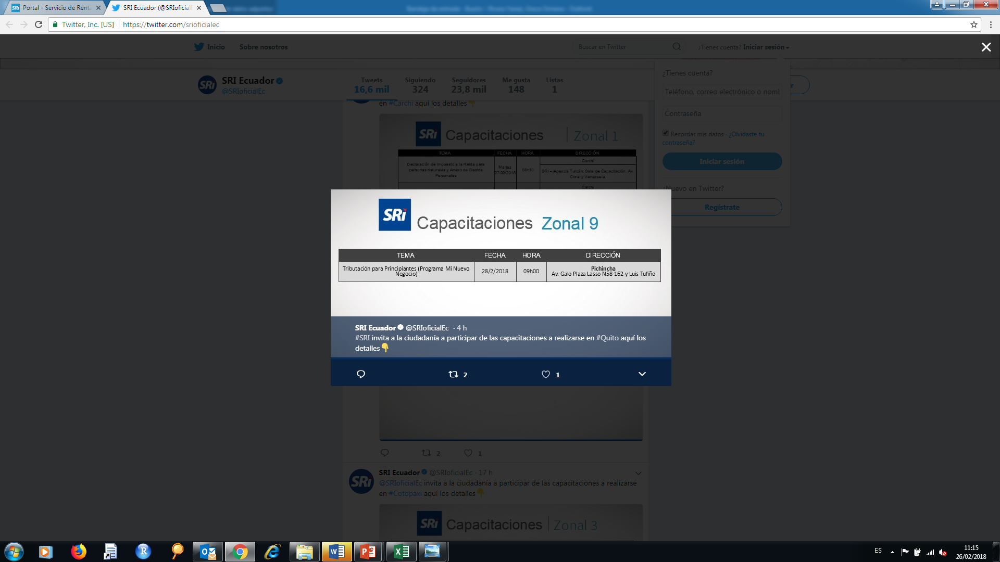 Portal - Servicio de Renta
SRI Ecuador (@SRIoficialE
Twitter, Inc. [US]
https://twitter.com/srioficialec
Inicio
Sobre nosotros
Buscar en Twitter
¿Tienes cuenta? Iniciar sesión
SRI Ecuador
@SRIoficialEc
Tweets
16,6 mil
Siguiendo
324
Seguidores
23,8 mil
Me gusta
148
Listas
1
¿Tienes cuenta?
Teléfono, correo electrónico o nomb
Contraseña
Recordar mis datos · ¿Olvidaste tu
contraseña?
Iniciar sesión
¿Nuevo en Twitter?
Regístrate
en #Carchi aquí los detalles👇
SRi Capacitaciones | Zonal 1
TEMA FECHA HORA DIRECCIÓN
Declaración de Impuesto a la Renta para
personas naturales y Anexo de Gastos
Personales
Martes
27/02/2018
08h30
Carchi
SRI – Agencia Tulcán. Sala de Capacitación. Av.
Coral y Venezuela
Carchi
SRi Capacitaciones Zonal 9
TEMA FECHA HORA DIRECCIÓN
Tributación para Principiantes (Programa Mi Nuevo
Negocio)
28/2/2018
09h00
Pichincha
Av. Galo Plaza Lasso N58-162 y Luis Tufiño
SRI Ecuador @SRIoficialEc · 4 h
#SRI invita a la ciudadanía a participar de las capacitaciones a realizarse en #Quito aquí los
detalles👇
2
1
2
1
SRi
SRI Ecuador @SRIoficialEc · 17 h
@SRIoficialEc invita a la ciudadanía a participar de las capacitaciones a realizarse
en #Cotopaxi aquí los detalles👇
SRi Capacitaciones | Zonal 3
ES
11:15
26/02/2018